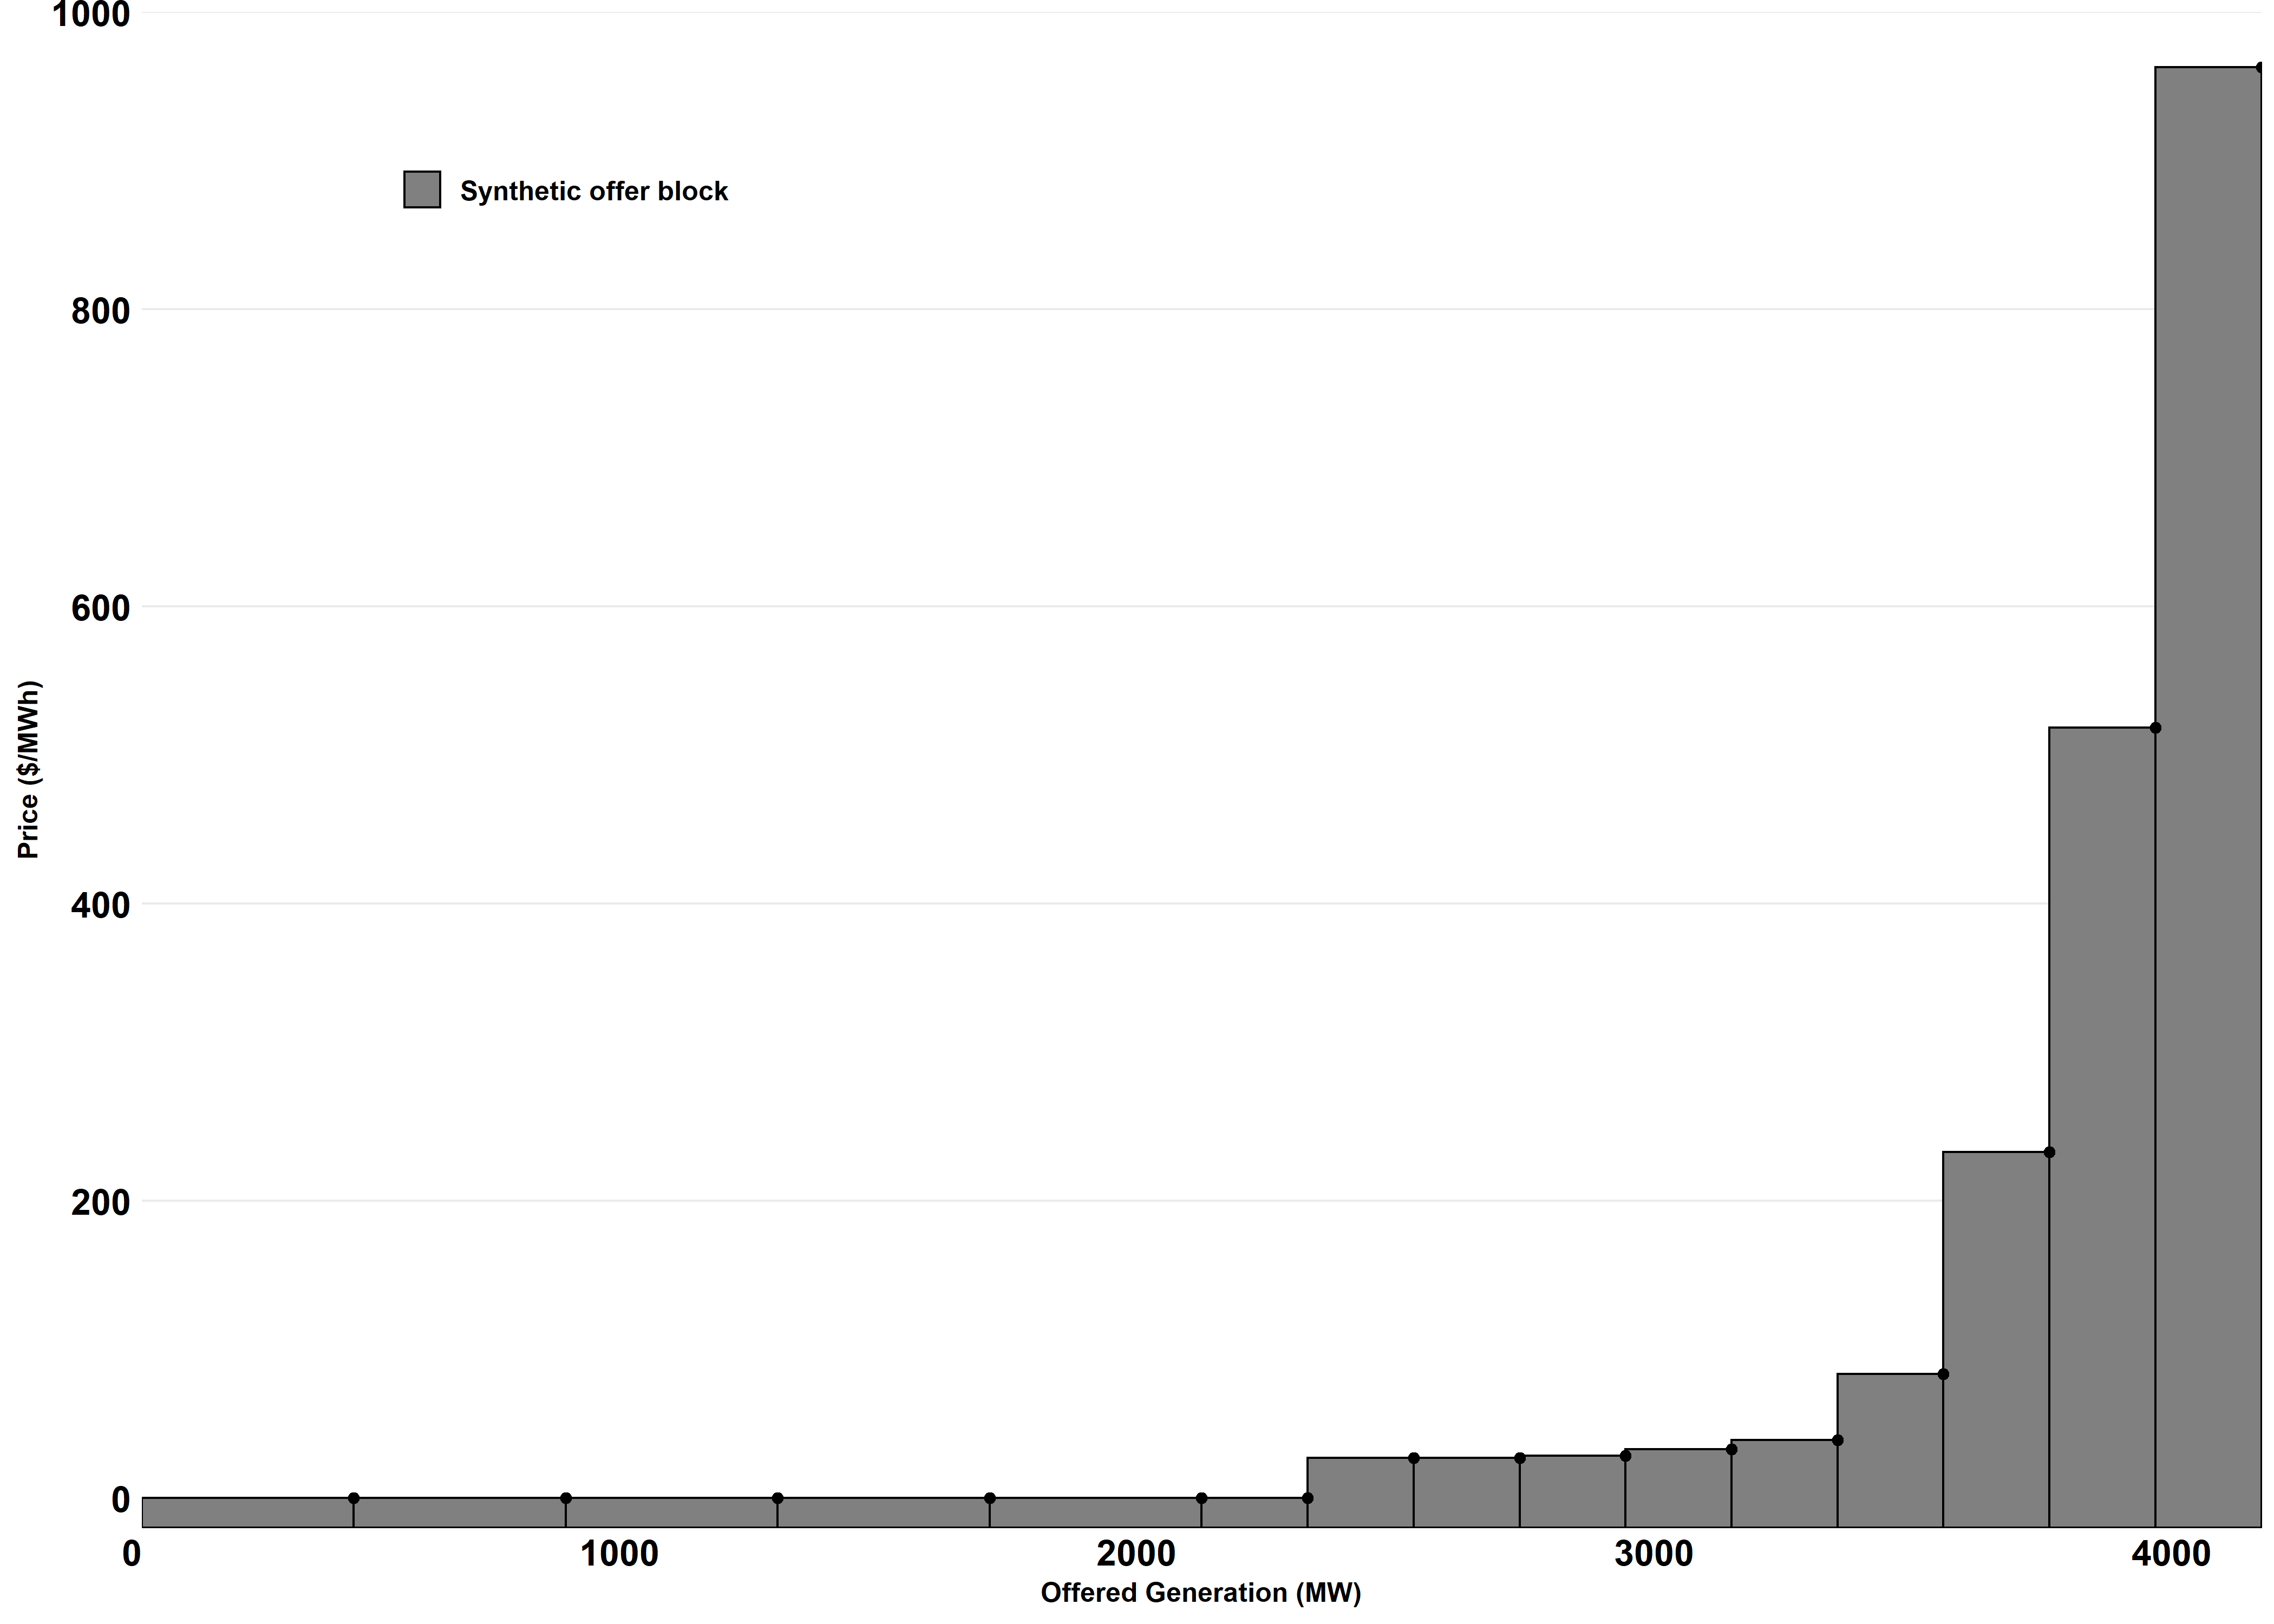 1000
Synthetic offer block
800
600
Price ($/MWh)
400
200
0
0 1000 2000 3000 4000
Offered Generation (MW)